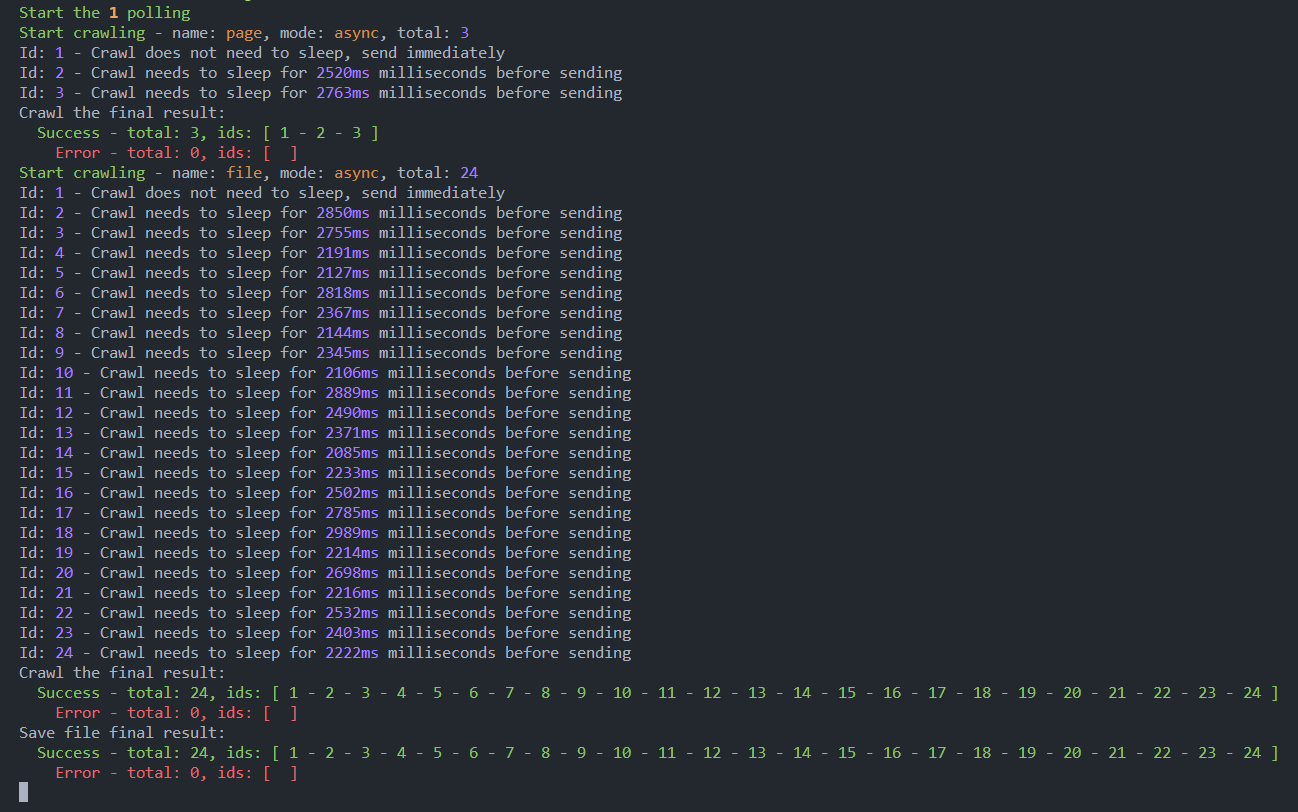 Start the 1 polling
Start crawling - name: page, mode: async, total: 3
Id: 1 - Crawl does not need to sleep, send immediately
Id: 2 - Crawl needs to sleep for 2520ms milliseconds before sending
Id: 3 - Crawl needs to sleep for 2763ms milliseconds before sending
Crawl the final result:
Success - total: 3, ids: [ 1 - 2 - 3 ]
Error - total: 0, ids: [  ]
Start crawling - name: file, mode: async, total: 24
Id: 1 - Crawl does not need to sleep, send immediately
Id: 2 - Crawl needs to sleep for 2850ms milliseconds before sending
Id: 3 - Crawl needs to sleep for 2755ms milliseconds before sending
Id: 4 - Crawl needs to sleep for 2191ms milliseconds before sending
Id: 5 - Crawl needs to sleep for 2127ms milliseconds before sending
Id: 6 - Crawl needs to sleep for 2818ms milliseconds before sending
Id: 7 - Crawl needs to sleep for 2367ms milliseconds before sending
Id: 8 - Crawl needs to sleep for 2144ms milliseconds before sending
Id: 9 - Crawl needs to sleep for 2345ms milliseconds before sending
Id: 10 - Crawl needs to sleep for 2106ms milliseconds before sending
Id: 11 - Crawl needs to sleep for 2889ms milliseconds before sending
Id: 12 - Crawl needs to sleep for 2490ms milliseconds before sending
Id: 13 - Crawl needs to sleep for 2371ms milliseconds before sending
Id: 14 - Crawl needs to sleep for 2085ms milliseconds before sending
Id: 15 - Crawl needs to sleep for 2233ms milliseconds before sending
Id: 16 - Crawl needs to sleep for 2502ms milliseconds before sending
Id: 17 - Crawl needs to sleep for 2785ms milliseconds before sending
Id: 18 - Crawl needs to sleep for 2989ms milliseconds before sending
Id: 19 - Crawl needs to sleep for 2214ms milliseconds before sending
Id: 20 - Crawl needs to sleep for 2698ms milliseconds before sending
Id: 21 - Crawl needs to sleep for 2216ms milliseconds before sending
Id: 22 - Crawl needs to sleep for 2532ms milliseconds before sending
Id: 23 - Crawl needs to sleep for 2403ms milliseconds before sending
Id: 24 - Crawl needs to sleep for 2222ms milliseconds before sending
Crawl the final result:
Success - total: 24, ids: [ 1 - 2 - 3 - 4 - 5 - 6 - 7 - 8 - 9 - 10 - 11 - 12 - 13 - 14 - 15 - 16 - 17 - 18 - 19 - 20 - 21 - 22 - 23 - 24 ]
Error - total: 0, ids: [  ]
Save file final result:
Success - total: 24, ids: [ 1 - 2 - 3 - 4 - 5 - 6 - 7 - 8 - 9 - 10 - 11 - 12 - 13 - 14 - 15 - 16 - 17 - 18 - 19 - 20 - 21 - 22 - 23 - 24 ]
Error - total: 0, ids: [  ]